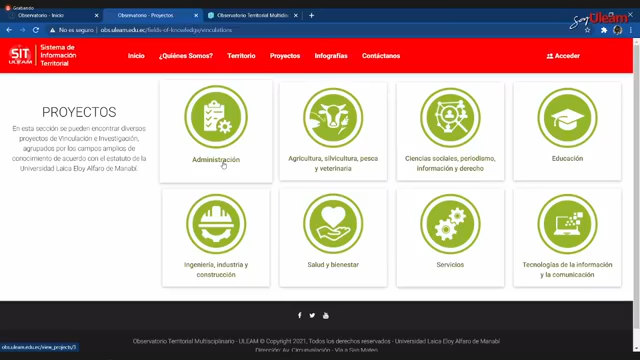 Grabando
Observatorio - Inicio
Observatorio - Proyectos
Observatorio Territorial Multidisci
No es seguro
obs.uleam.edu.ec/fields-of-knowledge/vinculations
soyUleam
SIT
ULEAM
Sistema de
Información
Territorial
Inicio
¿Quiénes Somos?
Territorio
Proyectos
Infografías
Contáctanos
Acceder
PROYECTOS
En esta sección se pueden encontrar diversos
proyectos de Vinculación e Investigación,
agrupados por los campos amplios de
conocimiento de acuerdo con el estatuto de la
Universidad Laica Eloy Alfaro de Manabí.
Administración
Agricultura, silvicultura, pesca
y veterinaria
Ciencias sociales, periodismo,
información y derecho
Educación
Ingeniería, industria y
construcción
Salud y bienestar
Servicios
Tecnologías de la información
y la comunicación
Observatorio Territorial Multidisciplinario - ULEAM © Copyright 2021, Todos los derechos reservados - Universidad Laica Eloy Alfaro de Manabí
Dirección: Av. Circunvalación - Vía a San Mateo
obs.uleam.edu.ec/view_projects/3